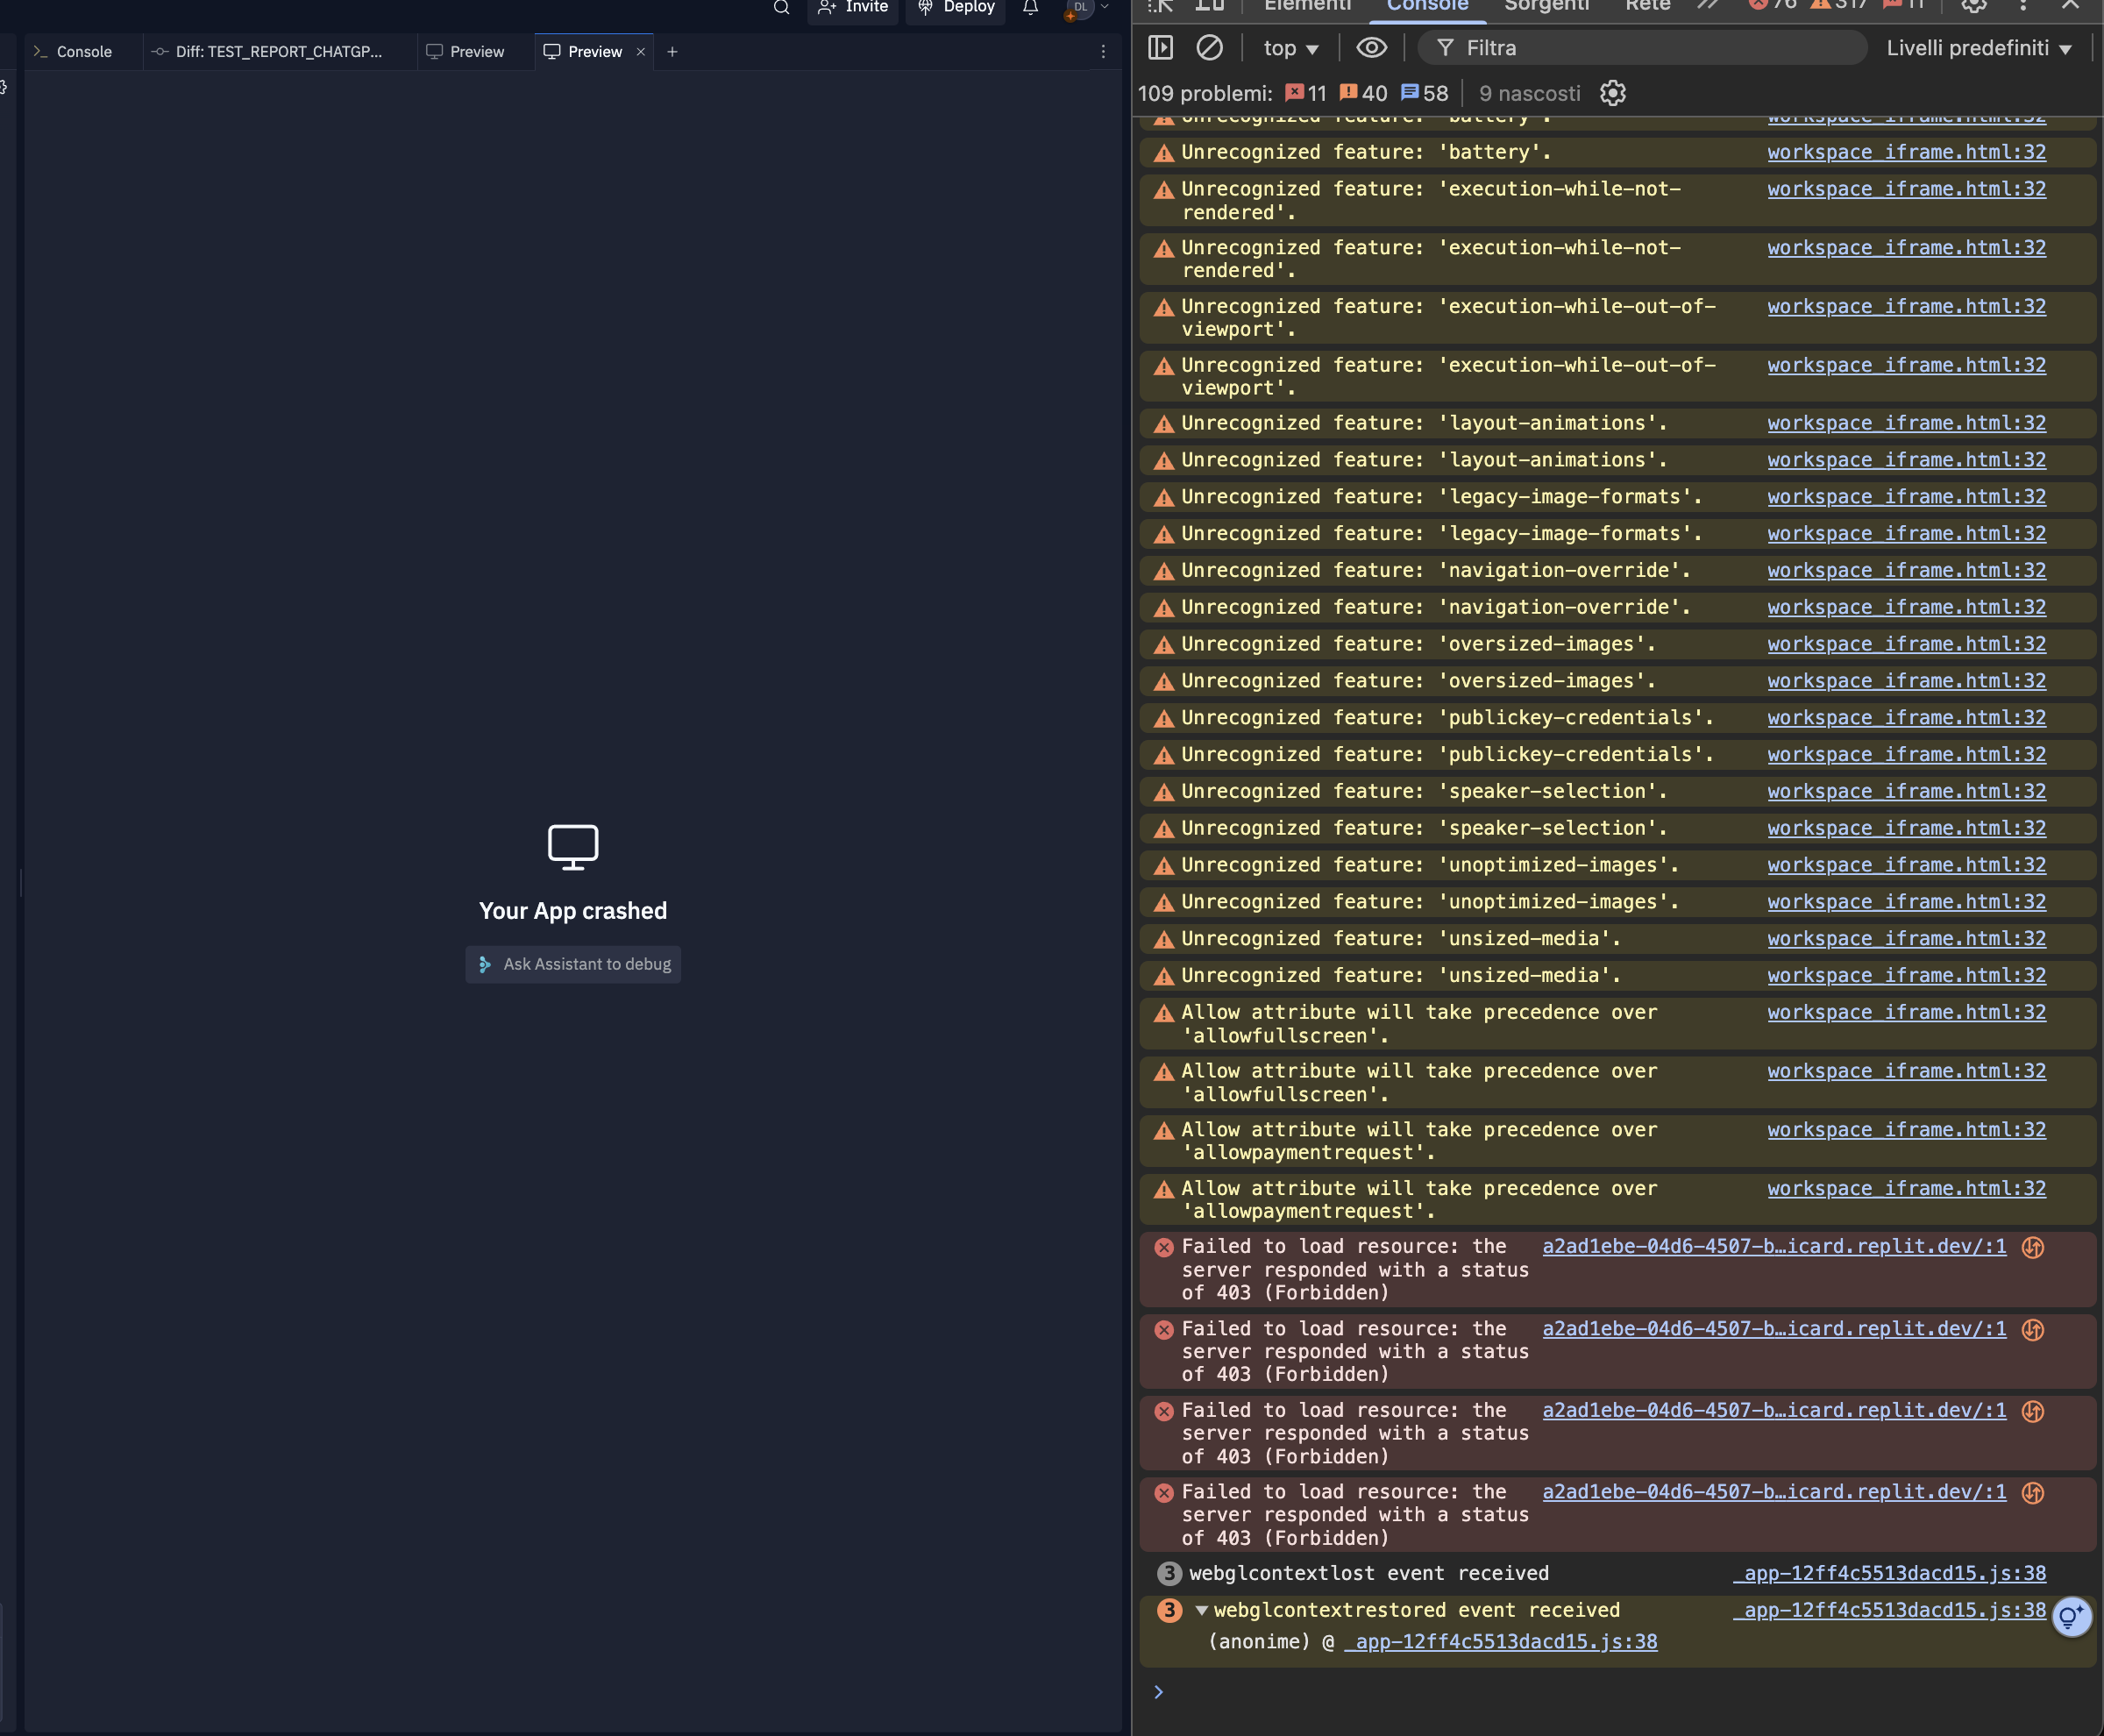 Invite
Deploy
DL
Console
Diff: TEST_REPORT_CHATGP...
Preview
Preview
Your App crashed
Ask Assistant to debug
Elementi
Console
Sorgenti
Rete
76
317
11
top
Filtra
Livelli predefiniti
109 problemi:
11
40
58
9 nascosti
Unrecognized feature: 'battery'. workspace_iframe.html:32
Unrecognized feature: 'battery'. workspace_iframe.html:32
Unrecognized feature: 'execution-while-not- workspace_iframe.html:32
rendered'.
Unrecognized feature: 'execution-while-not- workspace_iframe.html:32
rendered'.
Unrecognized feature: 'execution-while-out-of- workspace_iframe.html:32
viewport'.
Unrecognized feature: 'execution-while-out-of- workspace_iframe.html:32
viewport'.
Unrecognized feature: 'layout-animations'. workspace_iframe.html:32
Unrecognized feature: 'layout-animations'. workspace_iframe.html:32
Unrecognized feature: 'legacy-image-formats'. workspace_iframe.html:32
Unrecognized feature: 'legacy-image-formats'. workspace_iframe.html:32
Unrecognized feature: 'navigation-override'. workspace_iframe.html:32
Unrecognized feature: 'navigation-override'. workspace_iframe.html:32
Unrecognized feature: 'oversized-images'. workspace_iframe.html:32
Unrecognized feature: 'oversized-images'. workspace_iframe.html:32
Unrecognized feature: 'publickey-credentials'. workspace_iframe.html:32
Unrecognized feature: 'publickey-credentials'. workspace_iframe.html:32
Unrecognized feature: 'speaker-selection'. workspace_iframe.html:32
Unrecognized feature: 'speaker-selection'. workspace_iframe.html:32
Unrecognized feature: 'unoptimized-images'. workspace_iframe.html:32
Unrecognized feature: 'unoptimized-images'. workspace_iframe.html:32
Unrecognized feature: 'unsized-media'. workspace_iframe.html:32
Unrecognized feature: 'unsized-media'. workspace_iframe.html:32
Allow attribute will take precedence over workspace_iframe.html:32
'allowfullscreen'.
Allow attribute will take precedence over workspace_iframe.html:32
'allowfullscreen'.
Allow attribute will take precedence over workspace_iframe.html:32
'allowpaymentrequest'.
Allow attribute will take precedence over workspace_iframe.html:32
'allowpaymentrequest'.
Failed to load resource: the a2ad1ebe-04d6-4507-b…icard.replit.dev/:1
server responded with a status
of 403 (Forbidden)
Failed to load resource: the a2ad1ebe-04d6-4507-b…icard.replit.dev/:1
server responded with a status
of 403 (Forbidden)
Failed to load resource: the a2ad1ebe-04d6-4507-b…icard.replit.dev/:1
server responded with a status
of 403 (Forbidden)
Failed to load resource: the a2ad1ebe-04d6-4507-b…icard.replit.dev/:1
server responded with a status
of 403 (Forbidden)
3 webglcontextlost event received _app-12ff4c5513dacd15.js:38
3 webglcontextrestored event received _app-12ff4c5513dacd15.js:38
(anonime) @ _app-12ff4c5513dacd15.js:38